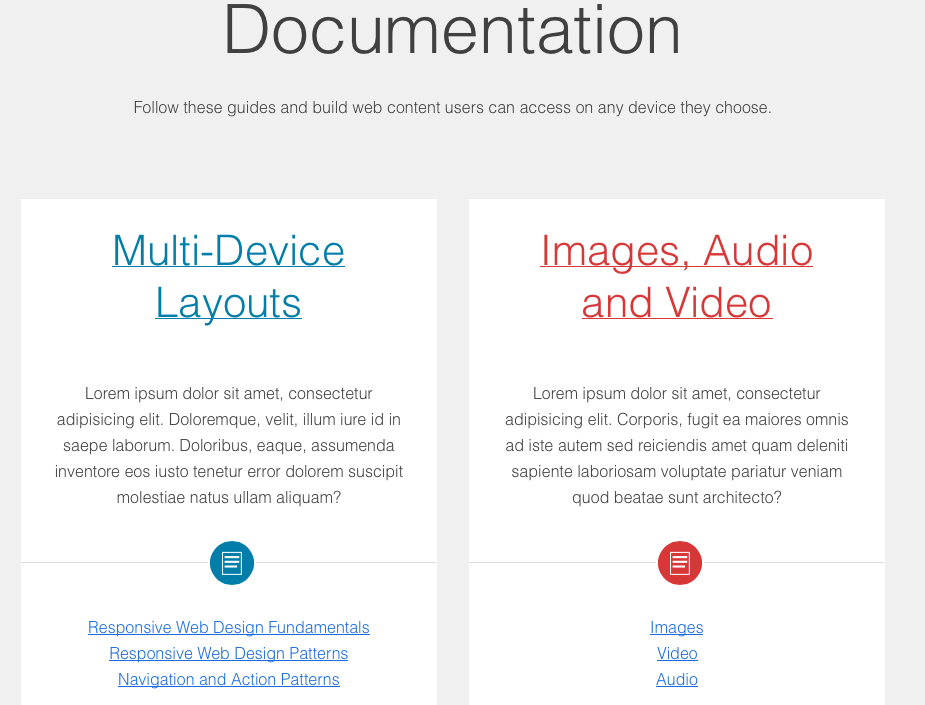 Documentation
Follow these guides and build web content users can access on any device they choose.
Multi-Device
Layouts
Lorem ipsum dolor sit amet, consectetur
adipisicing elit. Doloremque, velit, illum iure id in
saepe laborum. Doloribus, eaque, assumenda
inventore eos iusto tenetur error dolorem suscipit
molestiae natus ullam aliquam?
Responsive Web Design Fundamentals
Responsive Web Design Patterns
Navigation and Action Patterns
Images, Audio
and Video
Lorem ipsum dolor sit amet, consectetur
adipisicing elit. Corporis, fugit ea maiores omnis
ad iste autem sed reiciendis amet quam deleniti
sapiente laboriosam voluptate pariatur veniam
quod beatae sunt architecto?
Images
Video
Audio